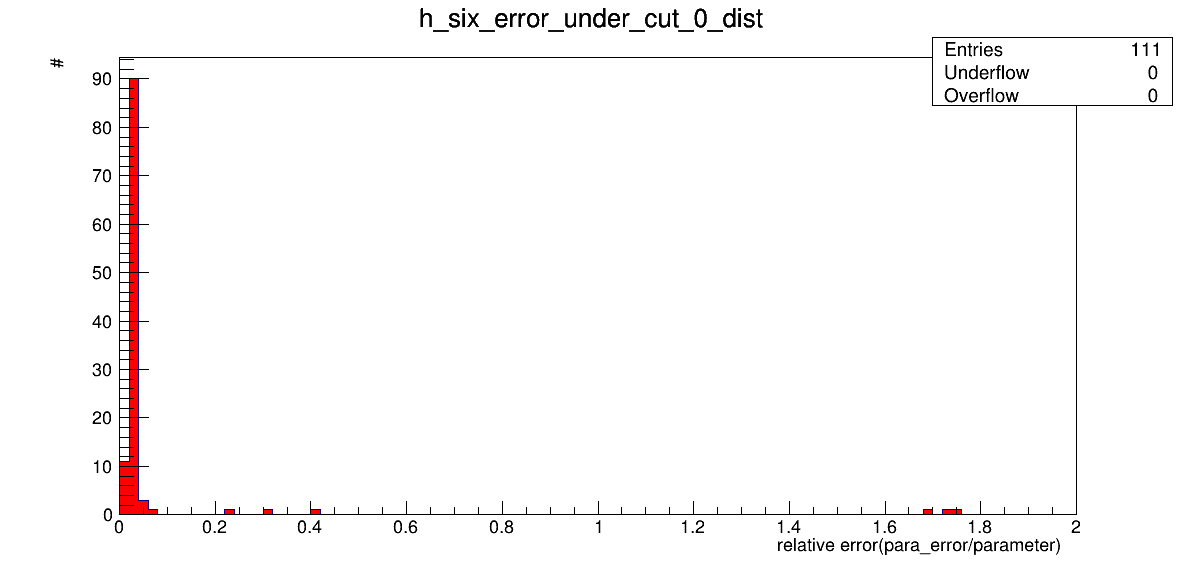 h_six_error_under_cut_0_dist
Entries 111
Underflow 0
Overflow 0
#
90
80
70
60
50
40
30
20
10
0
0 0.2 0.4 0.6 0.8 1 1.2 1.4 1.6 1.8 2
relative error(para_error/parameter)